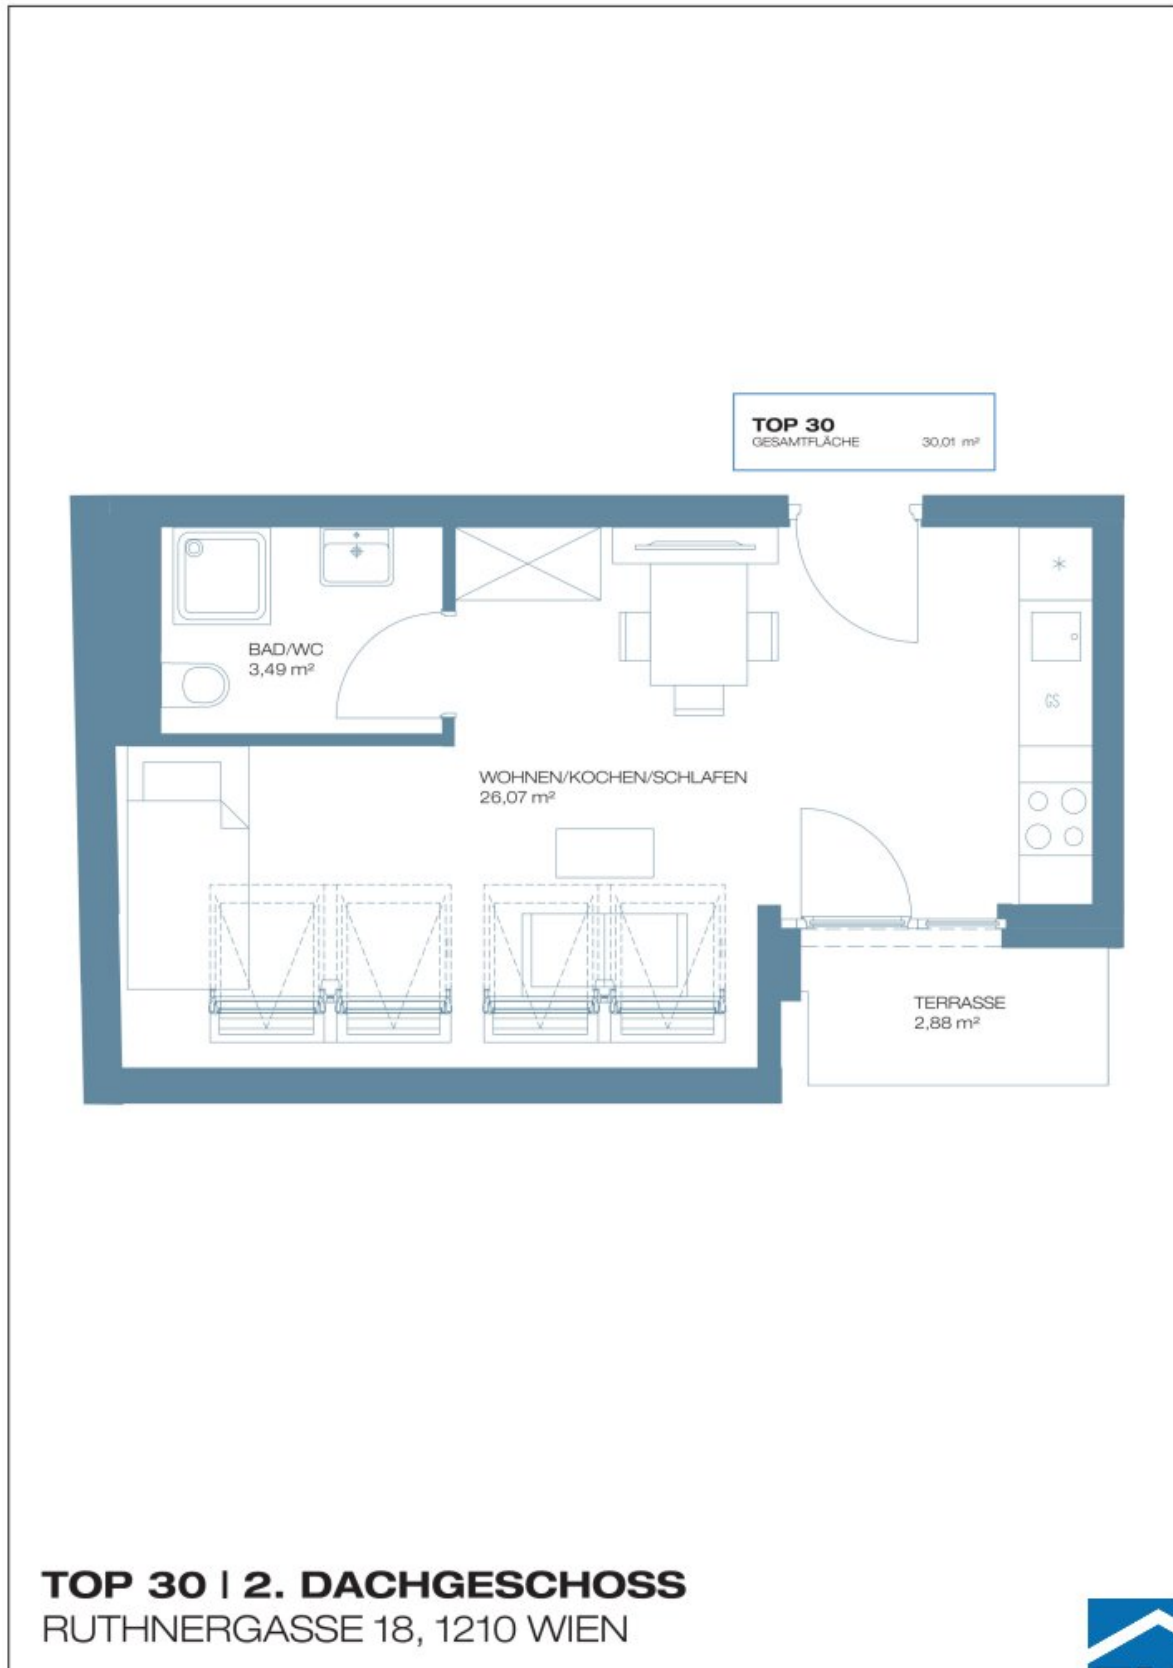 TOP 30
GESAMTFLÄCHE 30,01 m²
BAD/WC
3,49 m²
*
GS
WOHNEN/KOCHEN/SCHLAFEN
26,07 m²
TERRASSE
2,88 m²
TOP 30 | 2. DACHGESCHOSS
RUTHNERGASSE 18, 1210 WIEN